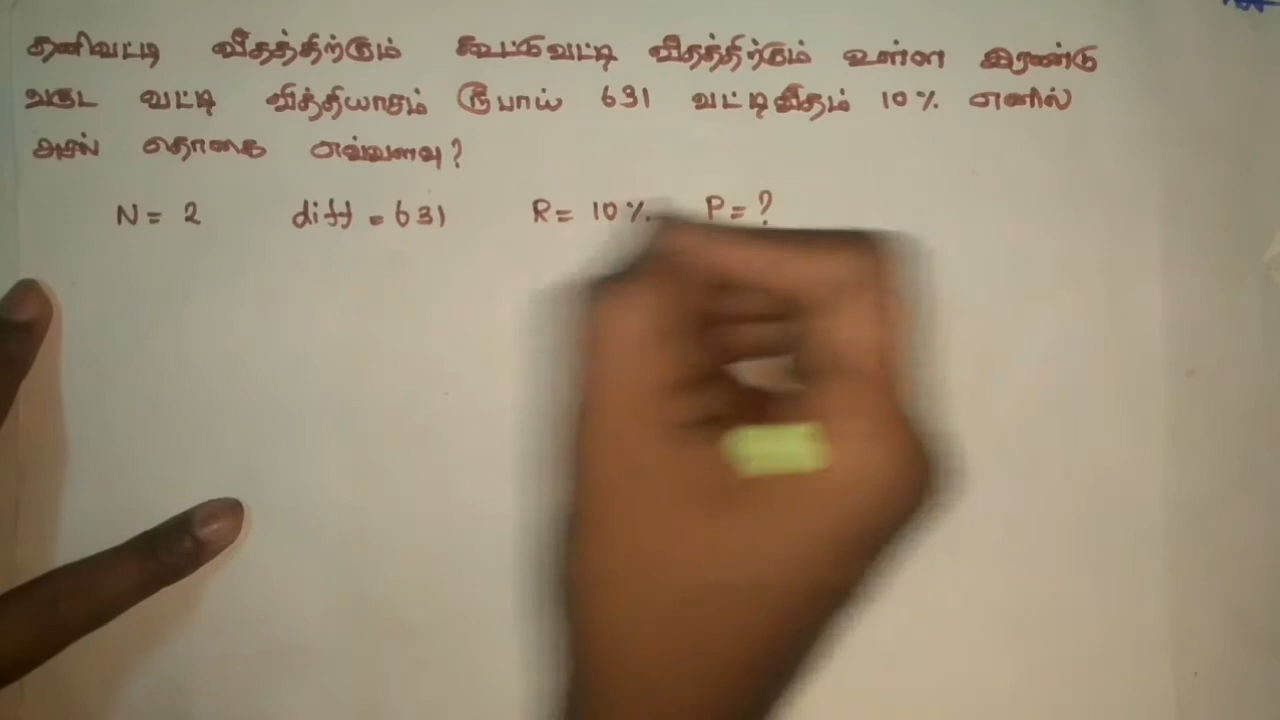 தனிவட்டி வீதத்திற்கும் கூட்டுவட்டி வீதத்திற்கும் உள்ள இரண்டு
வருட வட்டி வித்தியாசம் ரூபாய் 631 வட்டிவீதம் 10% எனில்
அசல் தொகை எவ்வளவு?
N = 2 diff = 631 R = 10% P = ?